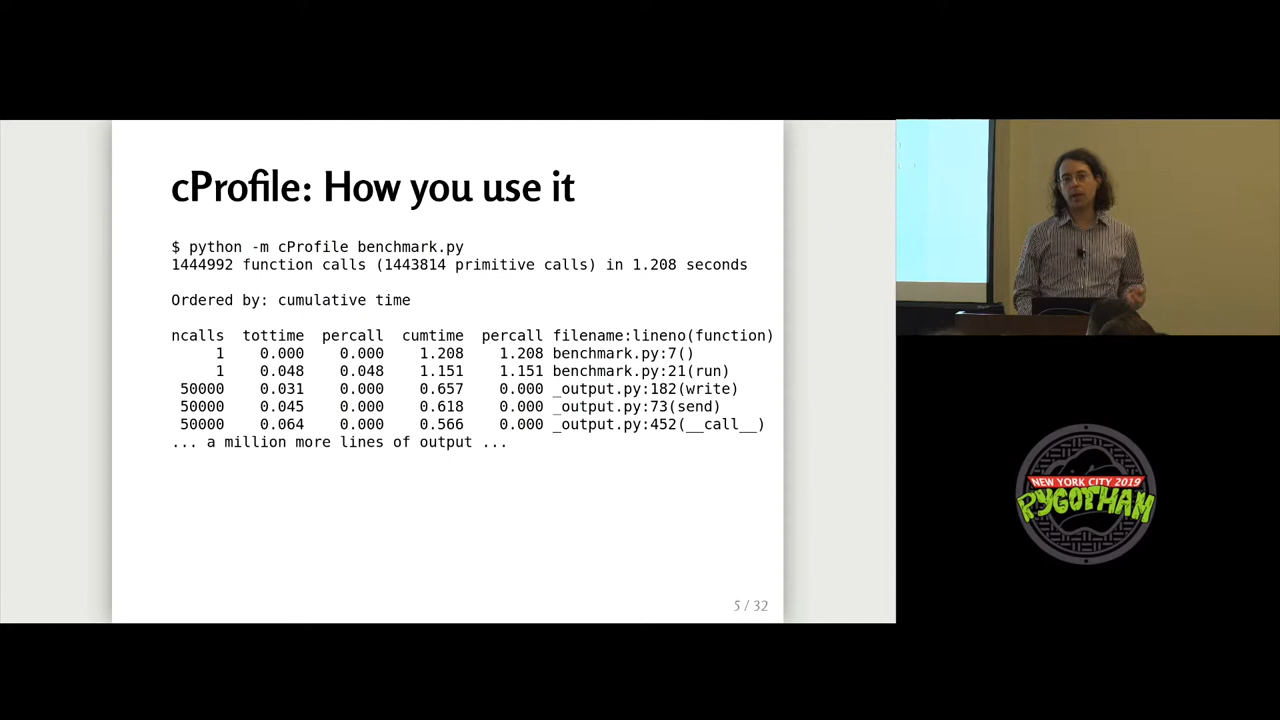 cProfile: How you use it
$ python -m cProfile benchmark.py
1444992 function calls (1443814 primitive calls) in 1.208 seconds
Ordered by: cumulative time
ncalls tottime percall cumtime percall filename:lineno(function)
1 0.000 0.000 1.208 1.208 benchmark.py:7()
1 0.048 0.048 1.151 1.151 benchmark.py:21(run)
50000 0.031 0.000 0.657 0.000 _output.py:182(write)
50000 0.045 0.000 0.618 0.000 _output.py:73(send)
50000 0.064 0.000 0.566 0.000 _output.py:452(__call__)
... a million more lines of output ...
5 / 32
NEW YORK CITY 2019
PYGOTHAM